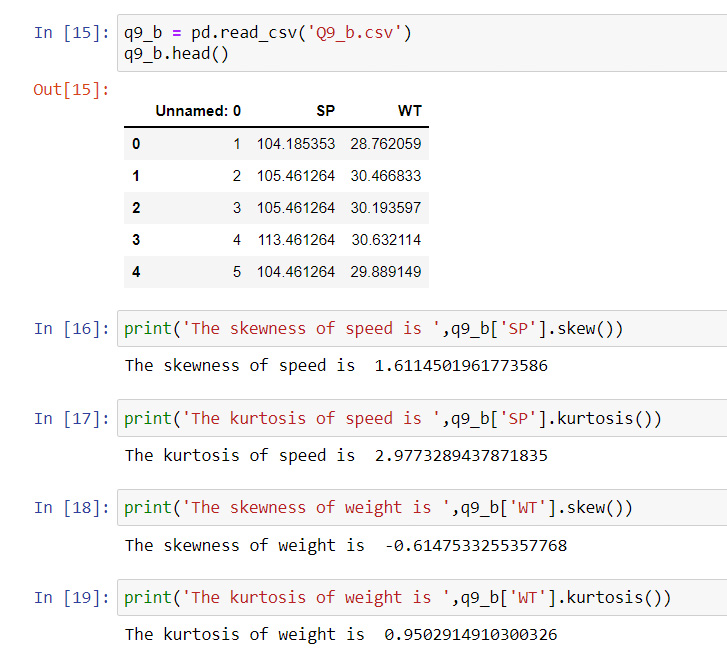 In [15]: q9_b = pd.read_csv('Q9_b.csv')
q9_b.head()
Out[15]:
Unnamed: 0 SP WT
0 1 104.185353 28.762059
1 2 105.461264 30.466833
2 3 105.461264 30.193597
3 4 113.461264 30.632114
4 5 104.461264 29.889149
In [16]: print('The skewness of speed is ',q9_b['SP'].skew())
The skewness of speed is  1.6114501961773586
In [17]: print('The kurtosis of speed is ',q9_b['SP'].kurtosis())
The kurtosis of speed is  2.9773289437871835
In [18]: print('The skewness of weight is ',q9_b['WT'].skew())
The skewness of weight is  -0.6147533255357768
In [19]: print('The kurtosis of weight is ',q9_b['WT'].kurtosis())
The kurtosis of weight is  0.9502914910300326